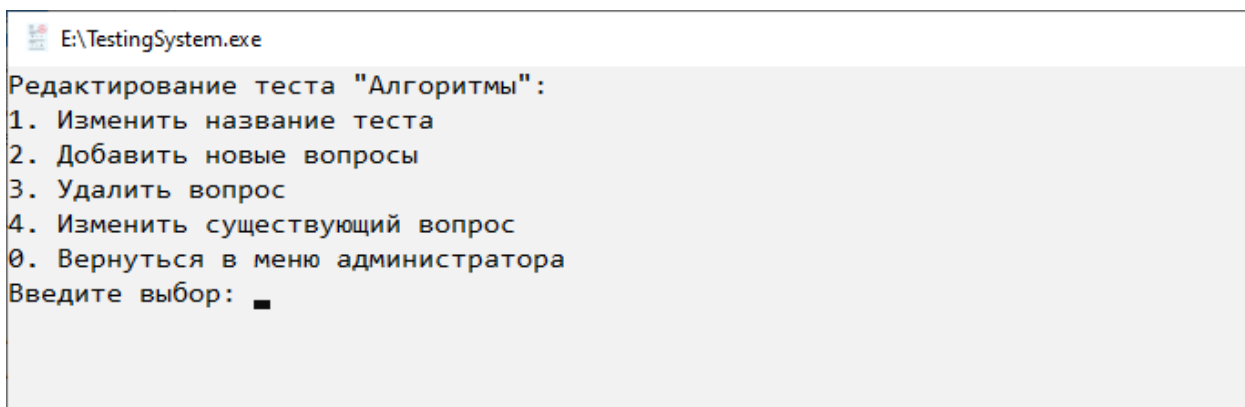 E:\TestingSystem.exe
Редактирование теста "Алгоритмы":
1. Изменить название теста
2. Добавить новые вопросы
3. Удалить вопрос
4. Изменить существующий вопрос
0. Вернуться в меню администратора
Введите выбор: